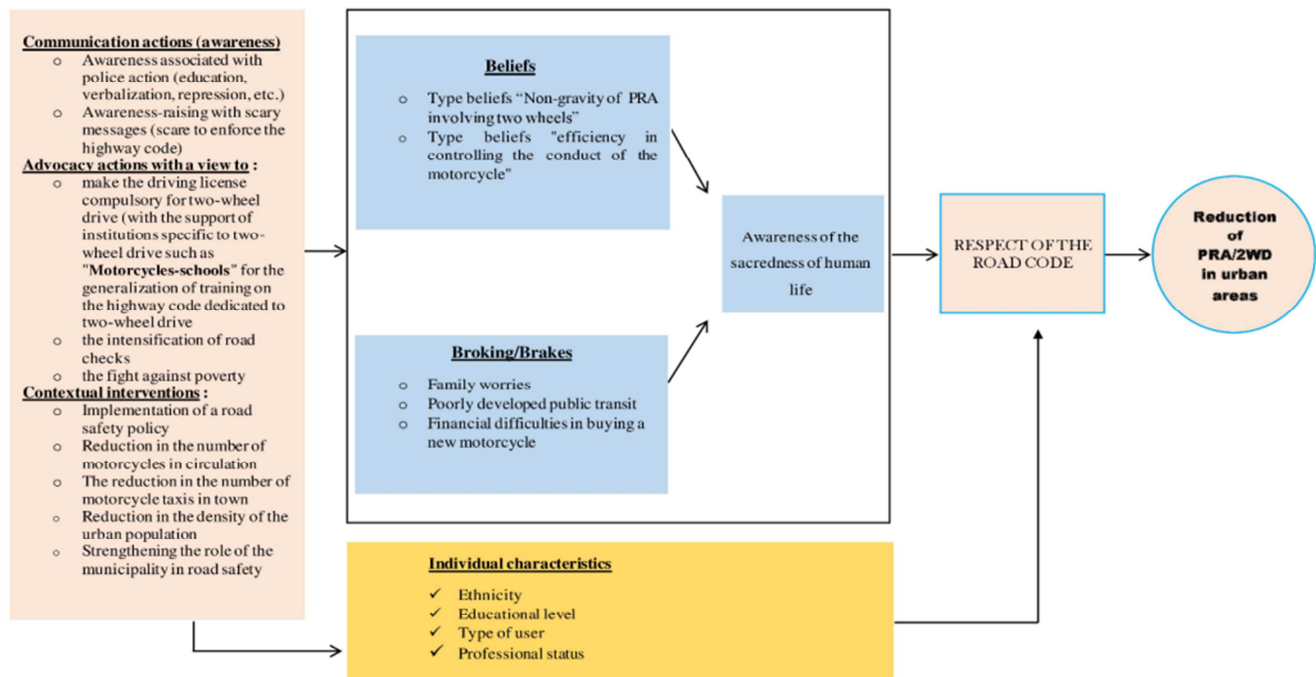 Communication actions (awareness)
o Awareness associated with
police action (education,
verbalization, repression, etc.)
o Awareness-raising with scary
messages (scare to enforce the
highway code)
Advocacy actions with a view to :
o make the driving license
compulsory for two-wheel
drive (with the support of
institutions specific to two-
wheel drive such as
"Motorcycles-schools" for the
generalization of training on
the highway code dedicated to
two-wheel drive
o the intensification of road
checks
o the fight against poverty
Contextual interventions :
o Implementation of a road
safety policy
o Reduction in the number of
motorcycles in circulation
o The reduction in the number of
motorcycle taxis in town
o Reduction in the density of the
urban population
o Strengthening the role of the
municipality in road safety
Beliefs
o Type beliefs “Non-gravity of PRA
involving two wheels”
o Type beliefs "efficiency in
controlling the conduct of the
motorcycle"
Broking/Brakes
o Family worries
o Poorly developed public transit
o Financial difficulties in buying a
new motorcycle
Awareness of the
sacredness of human
life
RESPECT OF THE
ROAD CODE
Reduction
of
PRA/2WD
in urban
areas
Individual characteristics
✓ Ethnicity
✓ Educational level
✓ Type of user
✓ Professional status